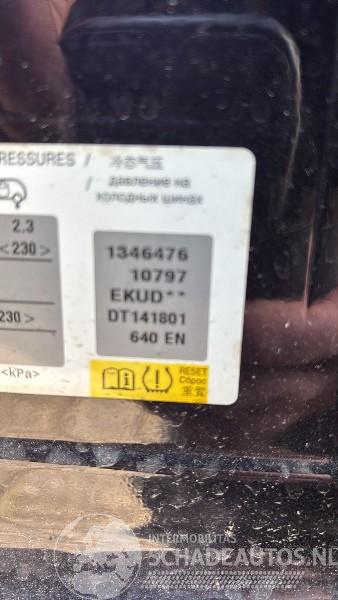 RESSURES / 冷态气压
/ давление на
холодных шинах
2.3
<230>
230>
<kPa>
1346476
10797
EKUD**
DT141801
640 EN
RESET
Сброс
重置
INTERMOBILITAS
SCHADEAUTOS.NL